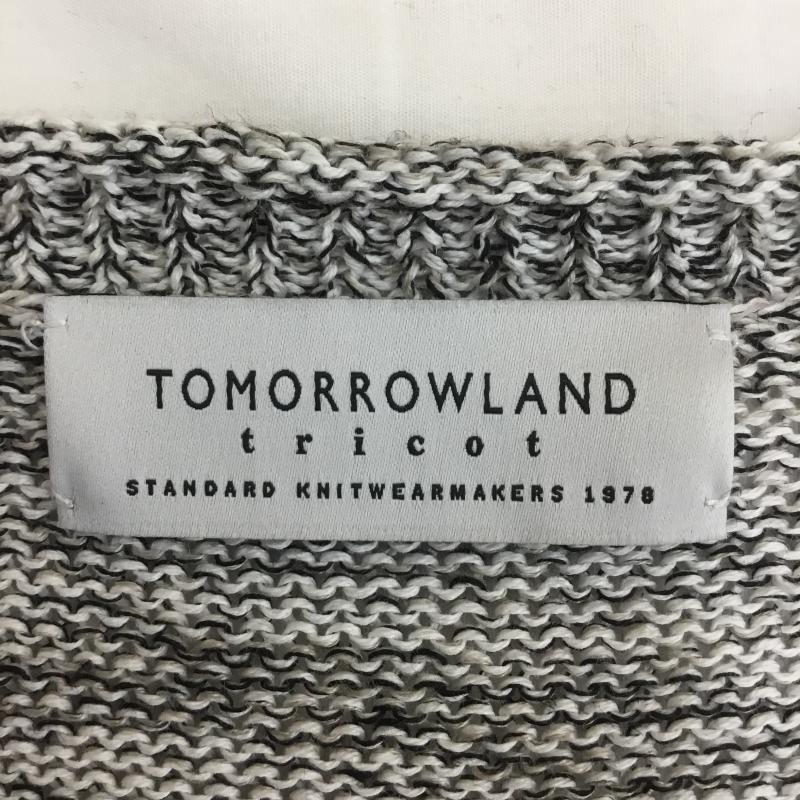 TOMORROWLAND
tricot
STANDARD KNITWEARMAKERS 1978